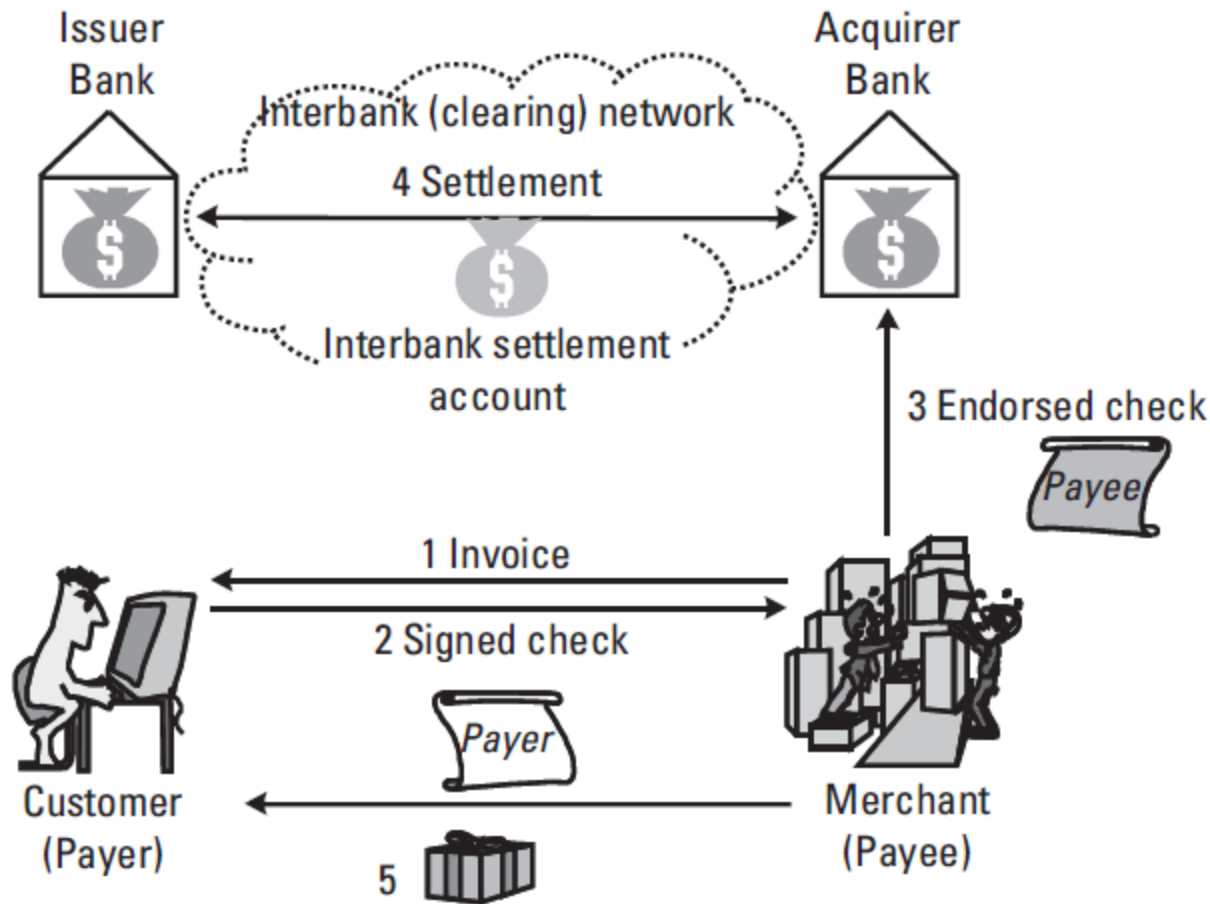 Issuer
Bank
Acquirer
Bank
Interbank (clearing) network
4 Settlement
$
$
$
Interbank settlement
account
3 Endorsed check
Payee
1 Invoice
2 Signed check
Payer
Customer
(Payer)
Merchant
(Payee)
5